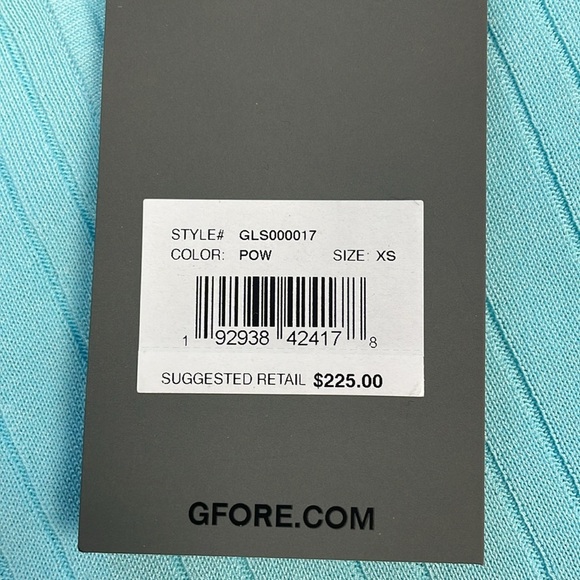 STYLE# GLS000017
COLOR: POW SIZE: XS
1 92938 42417 8
SUGGESTED RETAIL $225.00
GFORE.COM